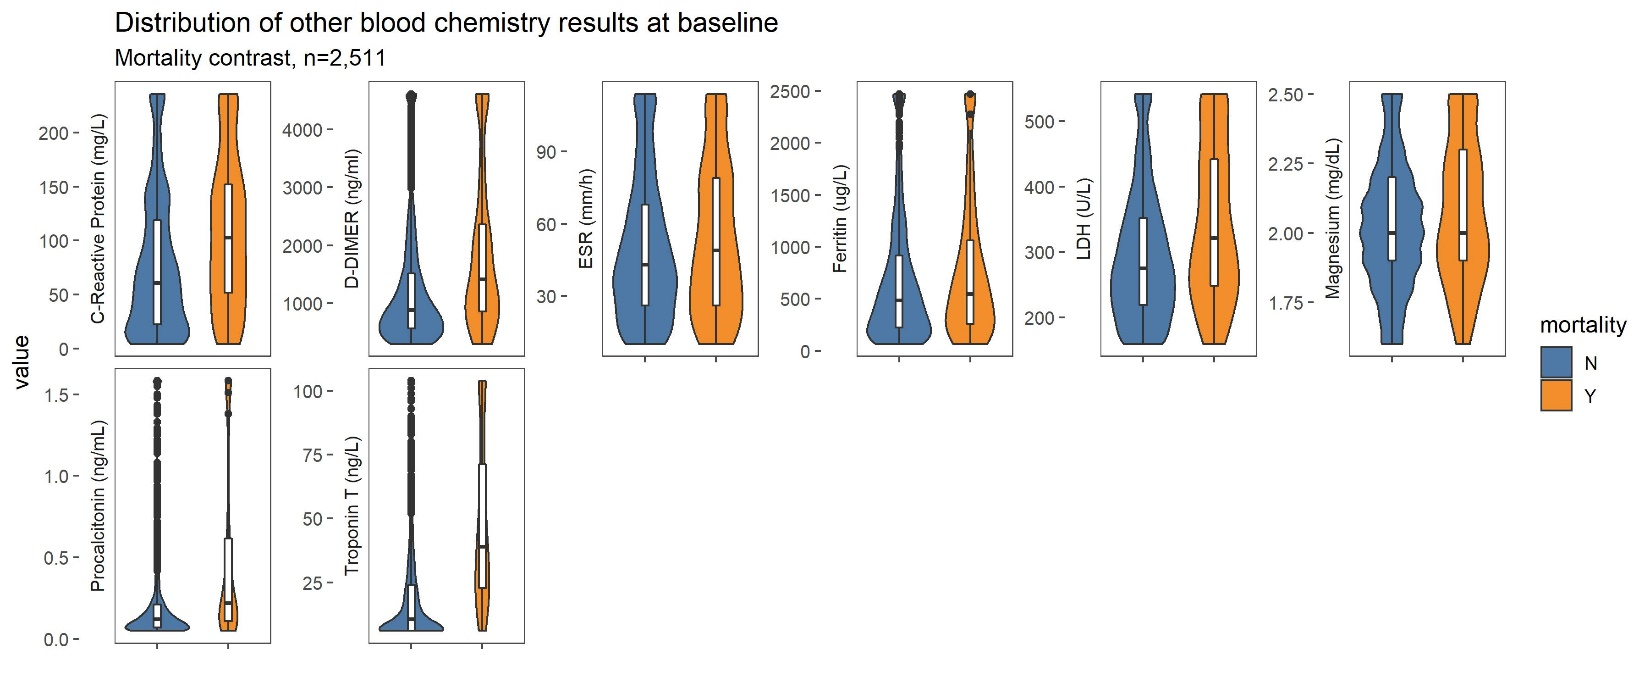 Distribution of other blood chemistry results at baseline
Mortality contrast, n=2,511
value
C-Reactive Protein (mg/L)
200
150
100
50
0
D-DIMER (ng/ml)
4000
3000
2000
1000
ESR (mm/h)
90
60
30
Ferritin (ug/L)
2500
2000
1500
1000
500
0
LDH (U/L)
500
400
300
200
Magnesium (mg/dL)
2.50
2.25
2.00
1.75
Procalcitonin (ng/mL)
1.5
1.0
0.5
0.0
Troponin T (ng/L)
100
75
50
25
mortality
N
Y